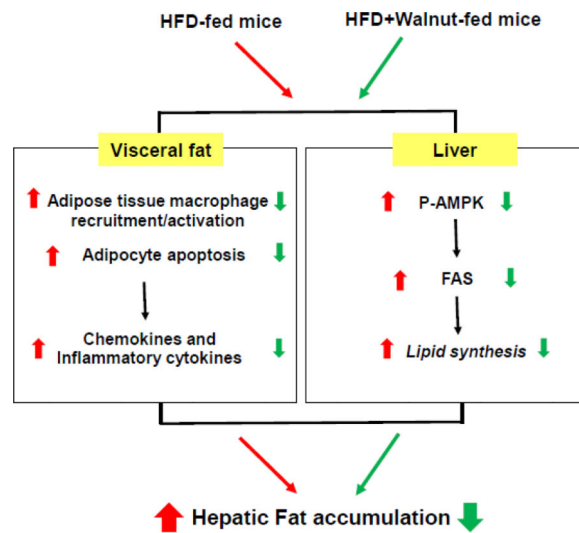 HFD-fed mice
HFD+Walnut-fed mice
Visceral fat
Adipose tissue macrophage
recruitment/activation
Adipocyte apoptosis
Chemokines and
Inflammatory cytokines
Liver
P-AMPK
FAS
Lipid synthesis
Hepatic Fat accumulation